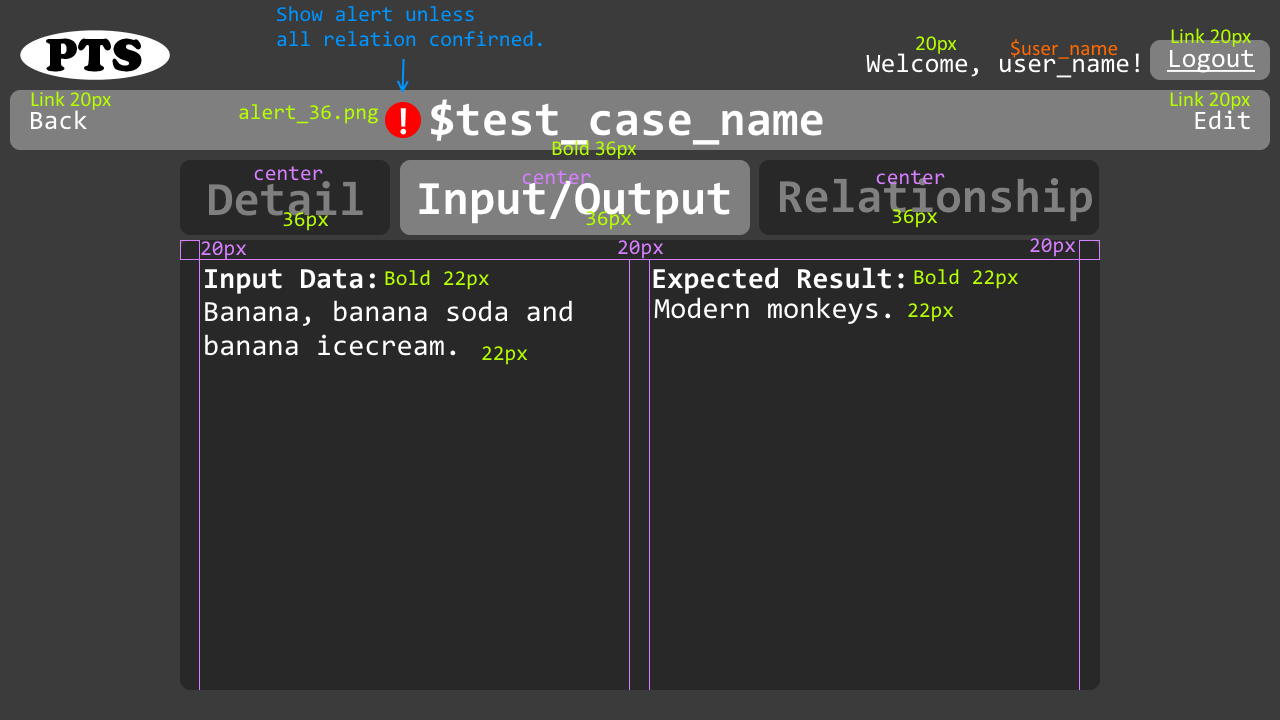 Show alert unless
all relation confirmed.
PTS
20px
$user_name
Link 20px
Welcome, user_name!
Logout
Link 20px
Back
alert_36.png
!
$test_case_name
Link 20px
Edit
Bold 36px
center
Detail
36px
center
Input/Output
36px
center
Relationship
36px
20px
20px
20px
Input Data:
Bold 22px
Banana, banana soda and
banana icecream.
22px
Expected Result:
Bold 22px
Modern monkeys.
22px